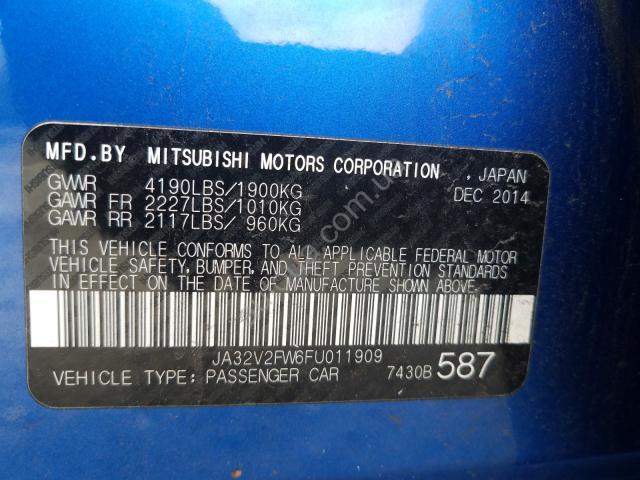 MFD.BY MITSUBISHI MOTORS CORPORATION , JAPAN
GVWR 4190LBS/1900KG DEC 2014
GAWR FR 2227LBS/1010KG
GAWR RR 2117LBS/ 960KG
THIS VEHICLE CONFORMS TO ALL APPLICABLE FEDERAL MOTOR
VEHICLE SAFETY, BUMPER, AND THEFT PREVENTION STANDARDS
IN EFFECT ON THE DATE OF MANUFACTURE SHOWN ABOVE.
JA32V2FW6FU011909
VEHICLE TYPE: PASSENGER CAR 7430B 587